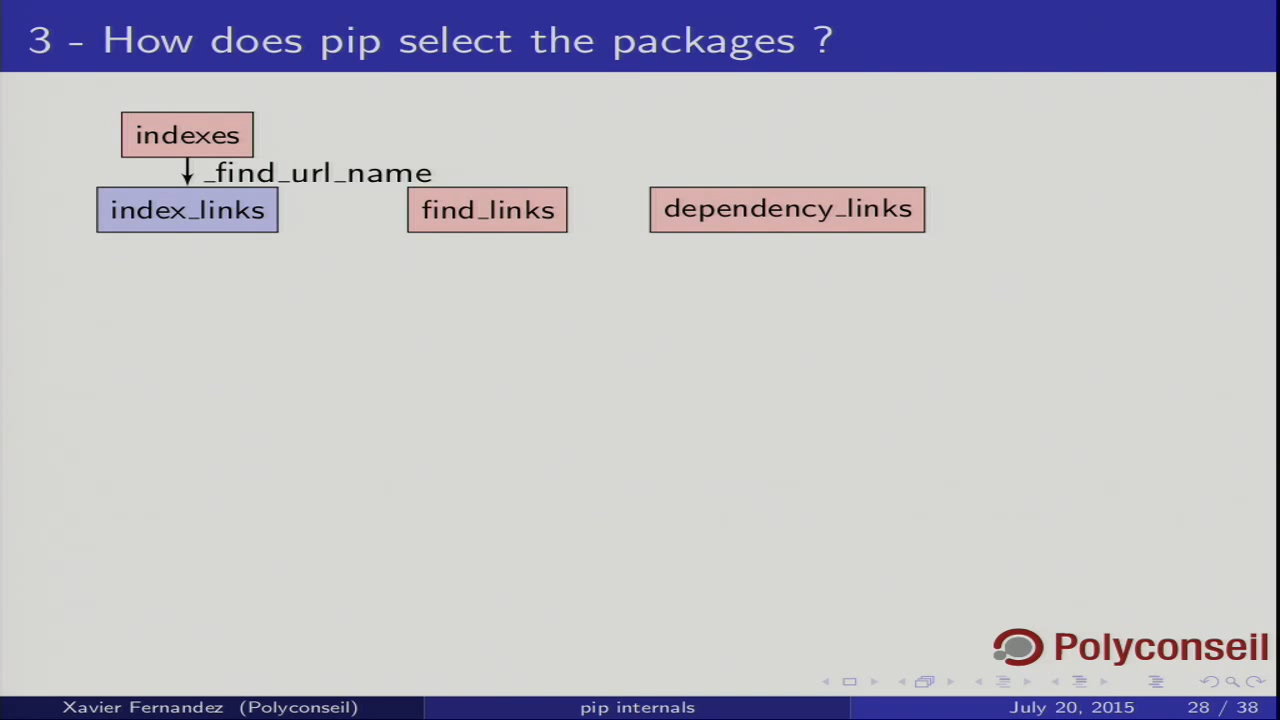 3 - How does pip select the packages ?
indexes
_find_url_name
index_links
find_links
dependency_links
Polyconseil
Xavier Fernandez (Polyconseil)
pip internals
July 20, 2015
28 / 38